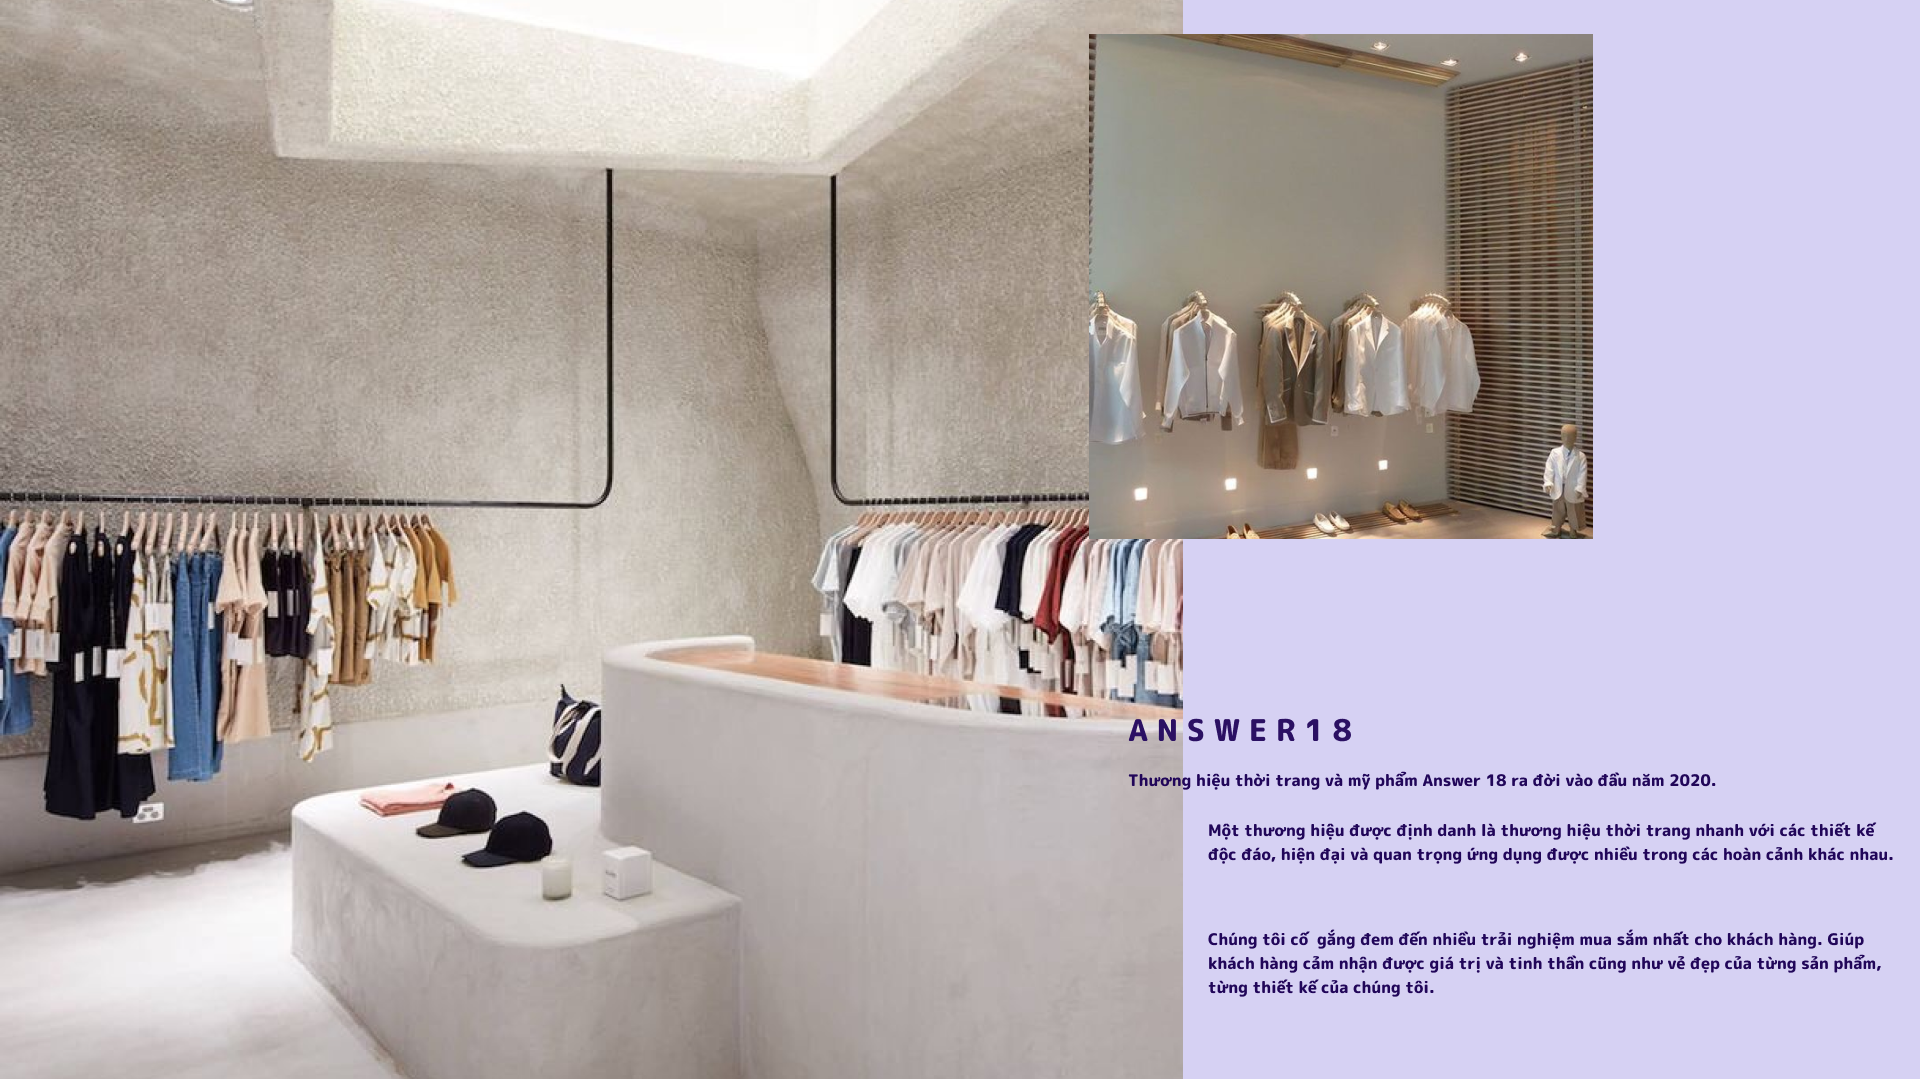 ANSWER18
Thương hiệu thời trang và mỹ phẩm Answer 18 ra đời vào đầu năm 2020.
Một thương hiệu được định danh là thương hiệu thời trang nhanh với các thiết kế
độc đáo, hiện đại và quan trọng ứng dụng được nhiều trong các hoàn cảnh khác nhau.
Chúng tôi cố gắng đem đến nhiều trải nghiệm mua sắm nhất cho khách hàng. Giúp
khách hàng cảm nhận được giá trị và tinh thần cũng như vẻ đẹp của từng sản phẩm,
từng thiết kế của chúng tôi.